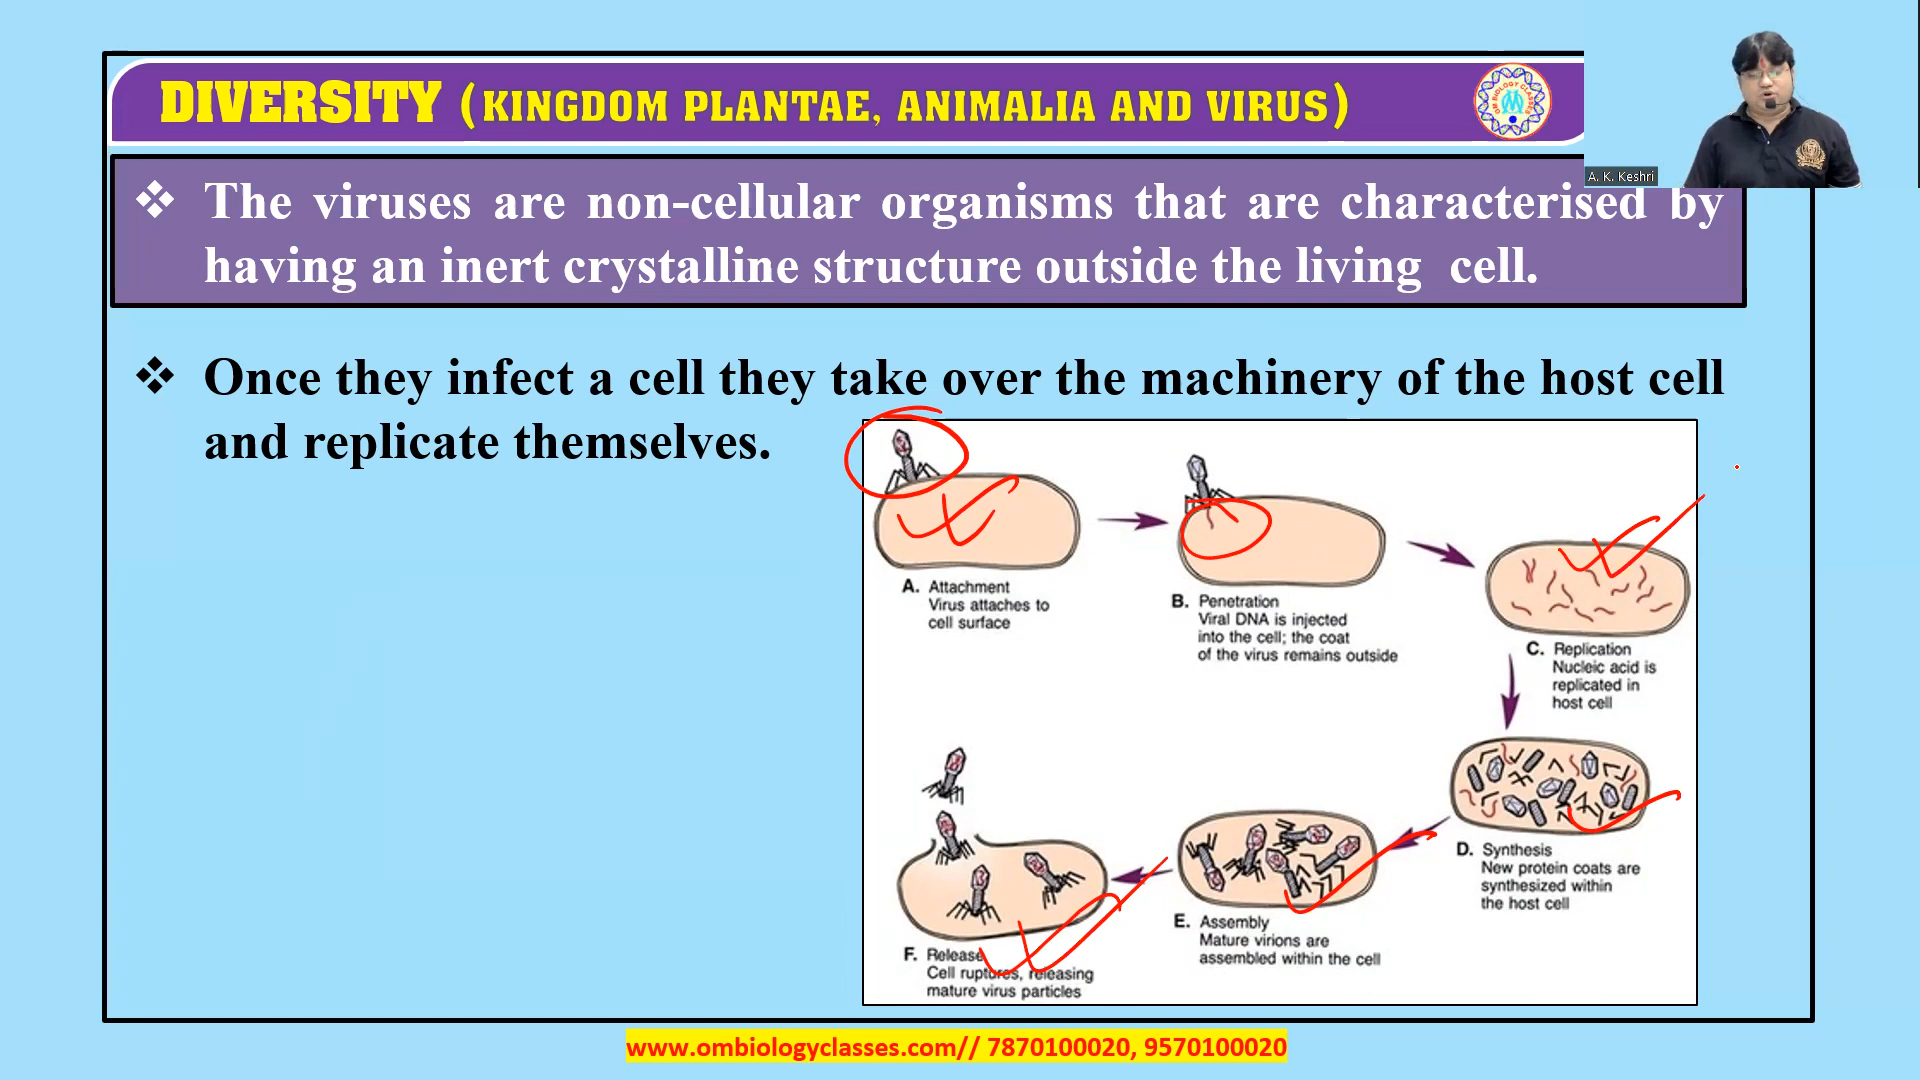 DIVERSITY (KINGDOM PLANTAE, ANIMALIA AND VIRUS)
A. K. Keshri
❖ The viruses are non-cellular organisms that are characterised by
having an inert crystalline structure outside the living cell.
❖ Once they infect a cell they take over the machinery of the host cell
and replicate themselves.
A. Attachment
Virus attaches to
cell surface
B. Penetration
Viral DNA is injected
into the cell; the coat
of the virus remains outside
C. Replication
Nucleic acid is
replicated in
host cell
D. Synthesis
New protein coats are
synthesized within
the host cell
E. Assembly
Mature virions are
assembled within the cell
F. Release
Cell ruptures, releasing
mature virus particles
www.ombiologyclasses.com// 7870100020, 9570100020